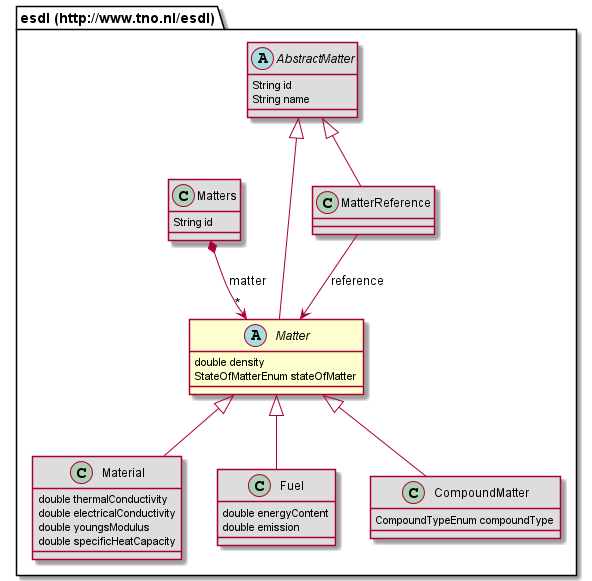 esdl (http://www.tno.nl/esdl)
A AbstractMatter
String id
String name
C Matters
String id
C MatterReference
matter
*
reference
A Matter
double density
StateOfMatterEnum stateOfMatter
C Material
double thermalConductivity
double electricalConductivity
double youngsModulus
double specificHeatCapacity
C Fuel
double energyContent
double emission
C CompoundMatter
CompoundTypeEnum compoundType